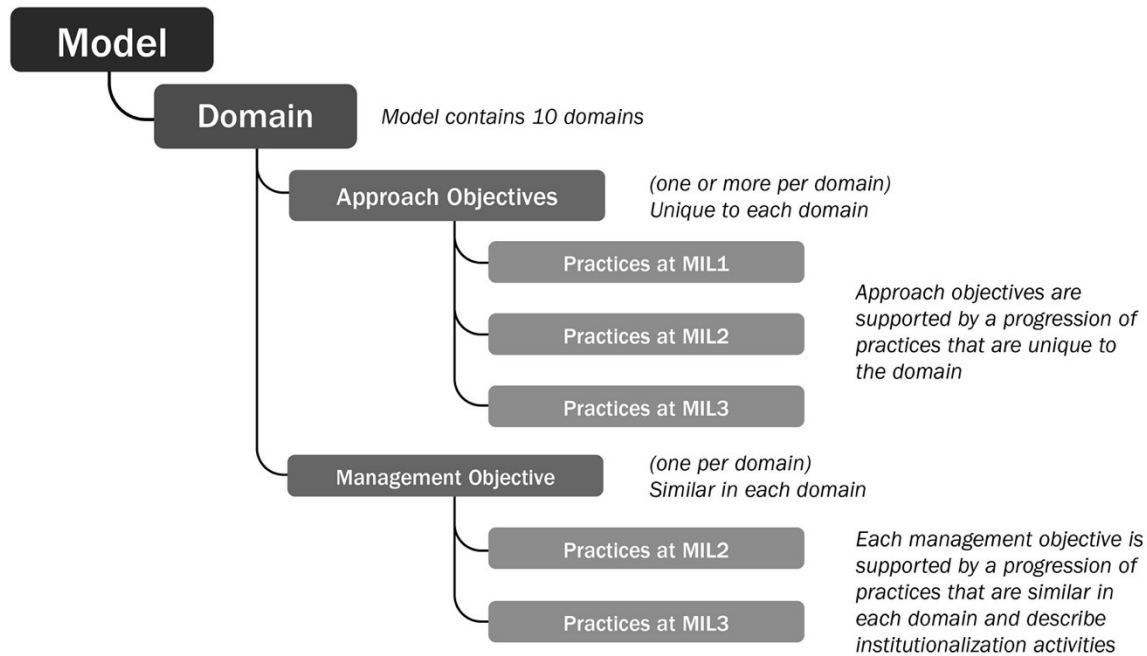 Model
Domain
Model contains 10 domains
Approach Objectives
(one or more per domain)
Unique to each domain
Practices at MIL1
Practices at MIL2
Practices at MIL3
Approach objectives are
supported by a progression of
practices that are unique to
the domain
Management Objective
(one per domain)
Similar in each domain
Practices at MIL2
Practices at MIL3
Each management objective is
supported by a progression of
practices that are similar in
each domain and describe
institutionalization activities